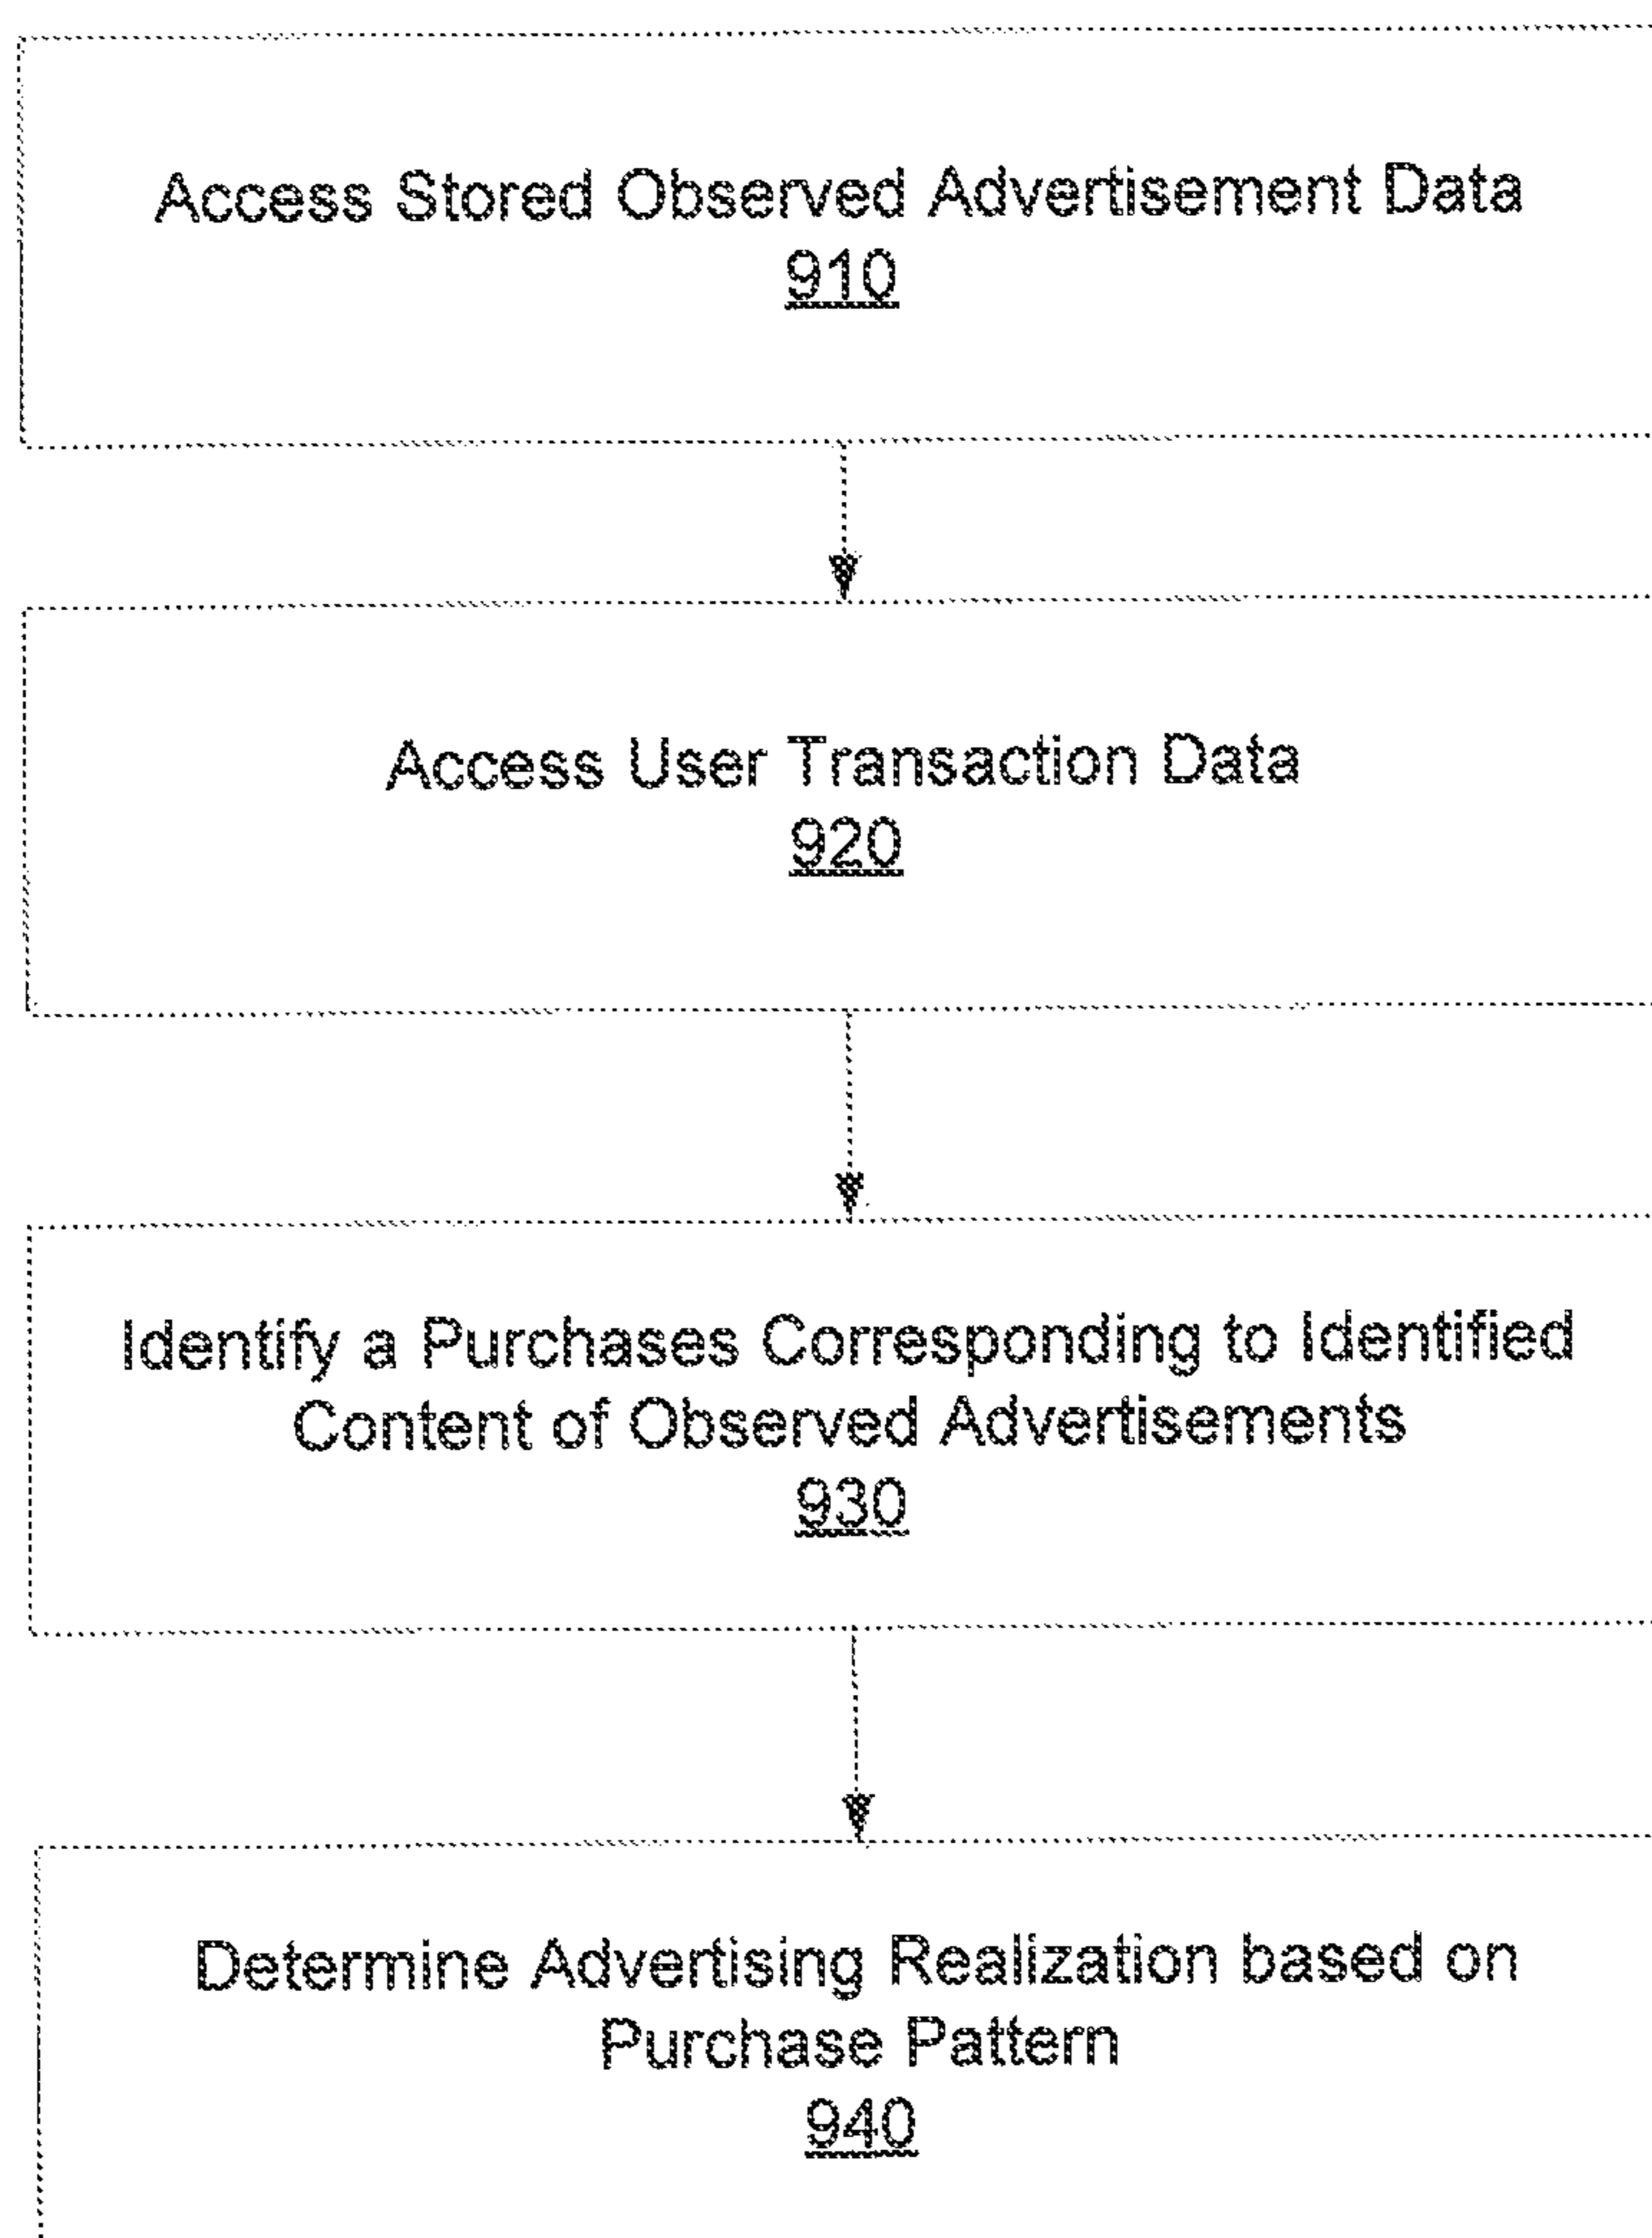 Access Stored Observed Advertisement Data
910
Access User Transaction Data
920
Identify a Purchases Corresponding to Identified
Content of Observed Advertisements
930
Determine Advertising Realization based on
Purchase Pattern
940